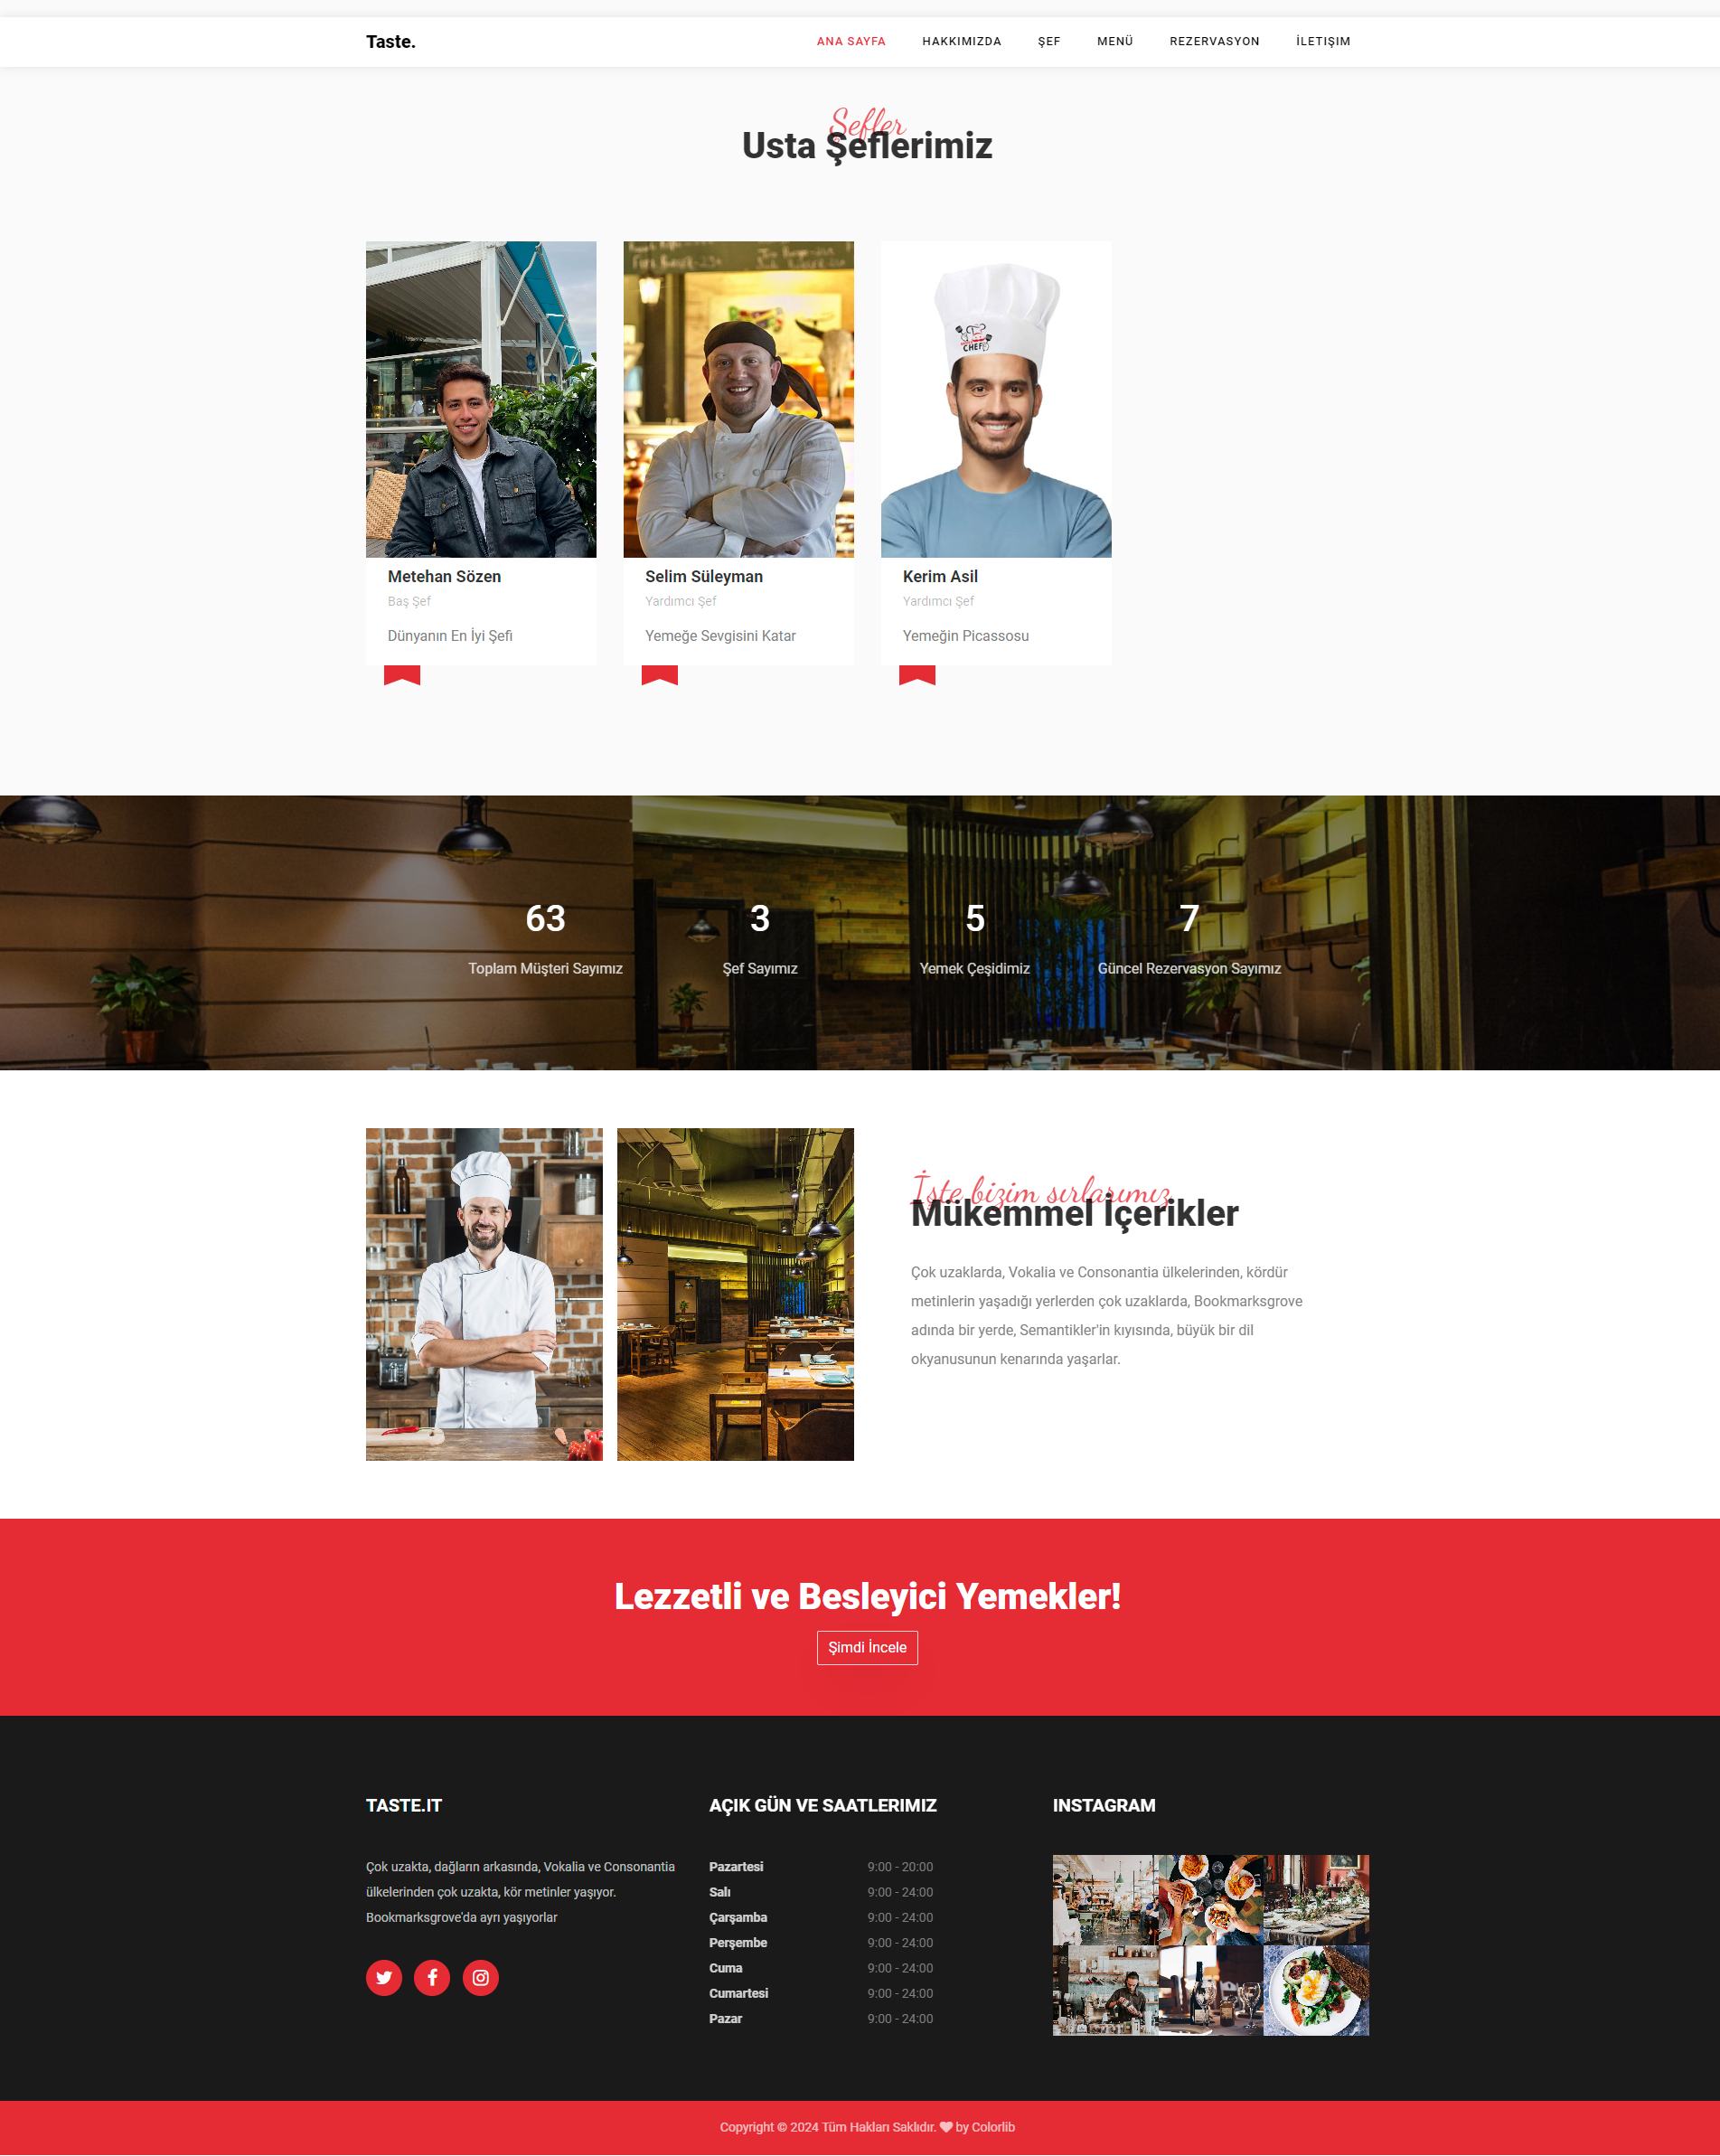 Taste.
ANA SAYFA HAKKIMIZDA ŞEF MENÜ REZERVASYON İLETIŞIM
Şefler
Usta Şeflerimiz
CHEF
Metehan Sözen
Baş Şef
Dünyanın En İyi Şefi
Selim Süleyman
Yardımcı Şef
Yemeğe Sevgisini Katar
Kerim Asil
Yardımcı Şef
Yemeğin Picassosu
63
Toplam Müşteri Sayımız
3
Şef Sayımız
5
Yemek Çeşidimiz
7
Güncel Rezervasyon Sayımız
İşte bizim sırlarımız
Mükemmel İçerikler
Çok uzaklarda, Vokalia ve Consonantia ülkelerinden, kördür
metinlerin yaşadığı yerlerden çok uzaklarda, Bookmarksgrove
adında bir yerde, Semantikler'in kıyısında, büyük bir dil
okyanusunun kenarında yaşarlar.
Lezzetli ve Besleyici Yemekler!
Şimdi İncele
TASTE.IT
Çok uzakta, dağların arkasında, Vokalia ve Consonantia
ülkelerinden çok uzakta, kör metinler yaşıyor.
Bookmarksgrove'da ayrı yaşıyorlar
AÇIK GÜN VE SAATLERIMIZ
Pazartesi 9:00 - 20:00
Salı 9:00 - 24:00
Çarşamba 9:00 - 24:00
Perşembe 9:00 - 24:00
Cuma 9:00 - 24:00
Cumartesi 9:00 - 24:00
Pazar 9:00 - 24:00
INSTAGRAM
Copyright © 2024 Tüm Hakları Saklıdır. ♥ by Colorlib